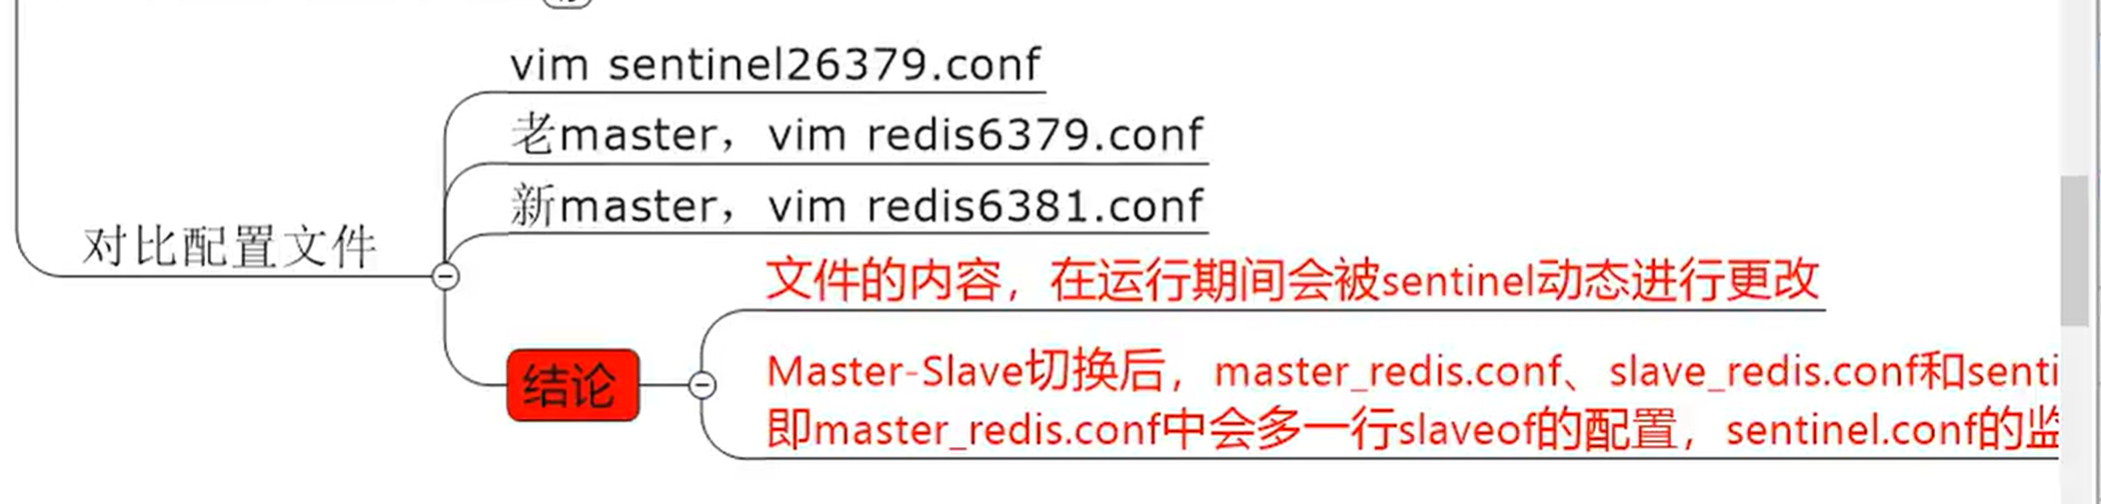 vim sentinel26379.conf
老master，vim redis6379.conf
新master，vim redis6381.conf
对比配置文件
文件的内容，在运行期间会被sentinel动态进行更改
结论
Master-Slave切换后，master_redis.conf、slave_redis.conf和senti
即master_redis.conf中会多一行slaveof的配置，sentinel.conf的监